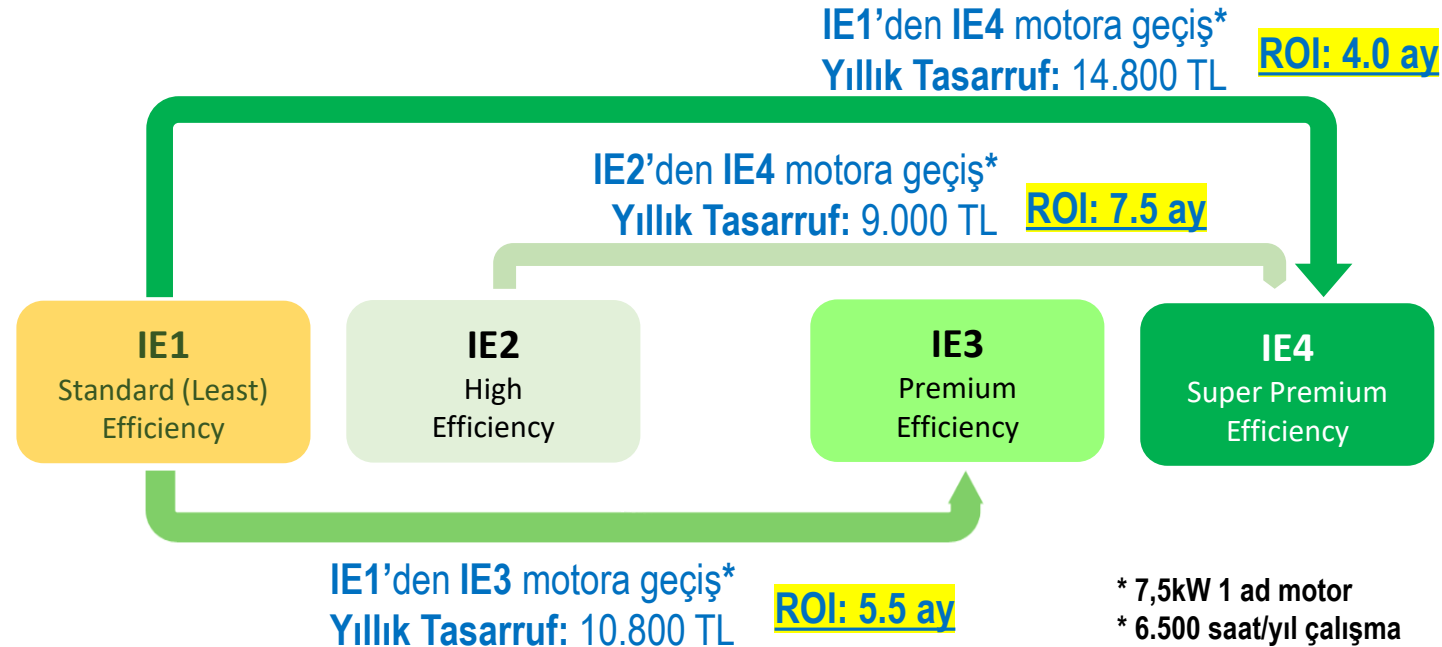 IE1’den IE4 motora geçiş*
Yıllık Tasarruf: 14.800 TL
ROI: 4.0 ay
IE2’den IE4 motora geçiş*
Yıllık Tasarruf: 9.000 TL
ROI: 7.5 ay
IE1
Standard (Least)
Efficiency
IE2
High
Efficiency
IE3
Premium
Efficiency
IE4
Super Premium
Efficiency
IE1’den IE3 motora geçiş*
Yıllık Tasarruf: 10.800 TL
ROI: 5.5 ay
* 7,5kW 1 ad motor
* 6.500 saat/yıl çalışma